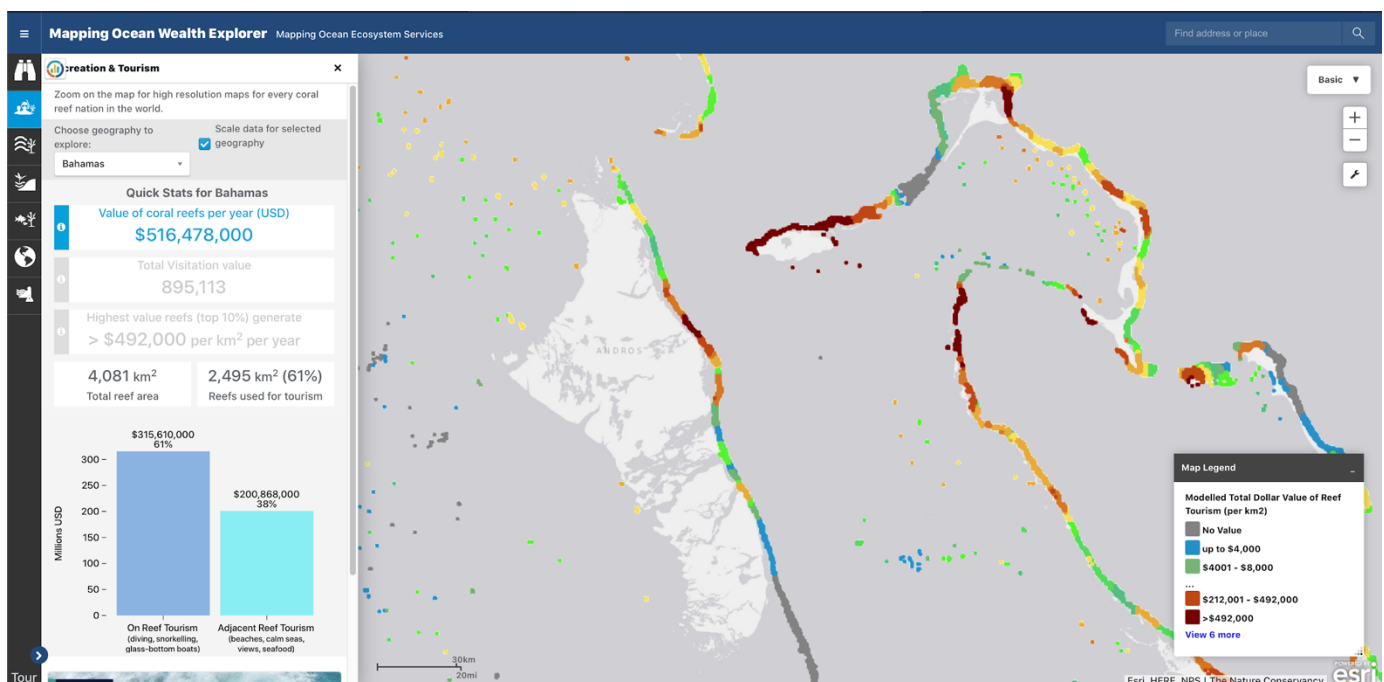 Mapping Ocean Wealth Explorer Mapping Ocean Ecosystem Services
Find address or place
creation & Tourism
Zoom on the map for high resolution maps for every coral
reef nation in the world.
Choose geography to
explore:
Scale data for selected
geography
Bahamas
Quick Stats for Bahamas
Value of coral reefs per year (USD)
$516,478,000
Total Visitation value
895,113
Highest value reefs (top 10%) generate
> $492,000 per km² per year
4,081 km²
Total reef area
2,495 km² (61%)
Reefs used for tourism
$315,610,000
61%
$200,868,000
38%
Millions USD
300
250
200
150
100
50
0
On Reef Tourism
(diving, snorkelling,
glass-bottom boats)
Adjacent Reef Tourism
(beaches, calm seas,
views, seafood)
Tour
ANDROS
Basic
30km
20mi
Map Legend
Modelled Total Dollar Value of Reef
Tourism (per km2)
No Value
up to $4,000
$4001 - $8,000
...
$212,001 - $492,000
>$492,000
View 6 more
Esri, HERE, NPS | The Nature Conservancy
POWERED BY
esri